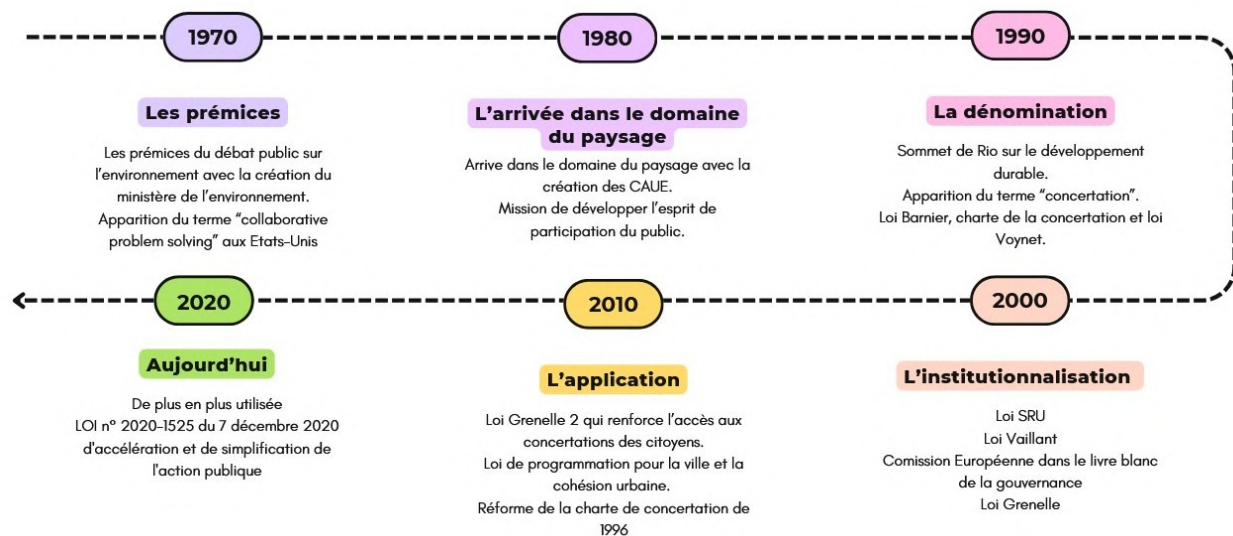 1970
Les prémices
Les prémices du débat public sur
l'environnement avec la création du
ministère de l'environnement.
Apparition du terme “collaborative
problem solving” aux Etats-Unis
1980
L'arrivée dans le domaine
du paysage
Arrive dans le domaine du paysage avec la
création des CAUE.
Mission de développer l'esprit de
participation du public.
1990
La dénomination
Sommet de Rio sur le développement
durable.
Apparition du terme “concertation”.
Loi Barnier, charte de la concertation et loi
Voynet.
2000
L'institutionnalisation
Loi SRU
Loi Vaillant
Comission Européenne dans le livre blanc
de la gouvernance
Loi Grenelle
2010
L'application
Loi Grenelle 2 qui renforce l'accès aux
concertations des citoyens.
Loi de programmation pour la ville et la
cohésion urbaine.
Réforme de la charte de concertation de
1996
2020
Aujourd'hui
De plus en plus utilisée
LOI n° 2020-1525 du 7 décembre 2020
d'accélération et de simplification de
l'action publique